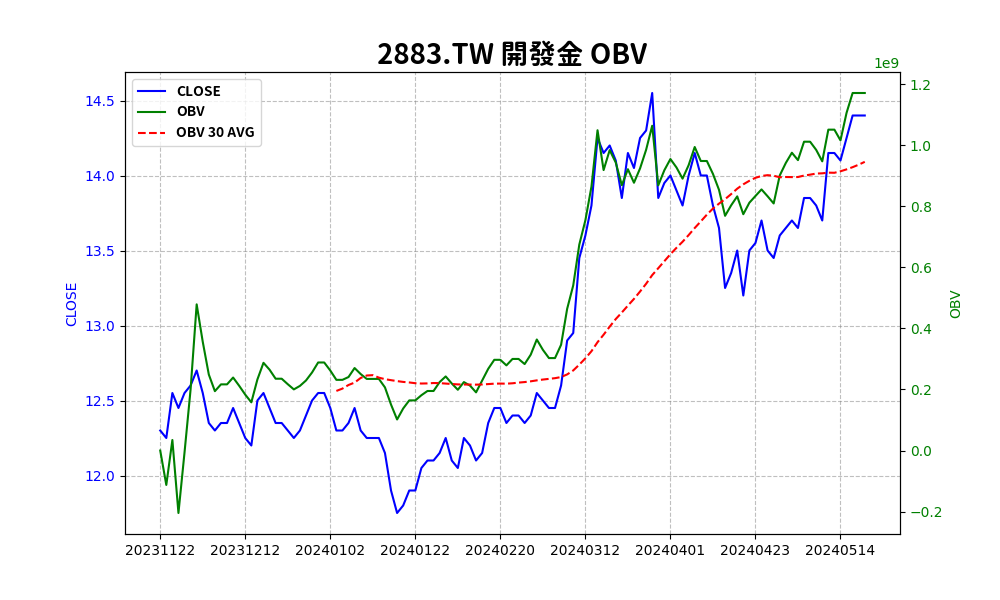 2883.TW 開發金 OBV
1e9
CLOSE
OBV
OBV 30 AVG
14.5
14.0
13.5
13.0
12.5
12.0
CLOSE
1.2
1.0
0.8
0.6
0.4
0.2
0.0
−0.2
OBV
20231122 20231212 20240102 20240122 20240220 20240312 20240401 20240423 20240514